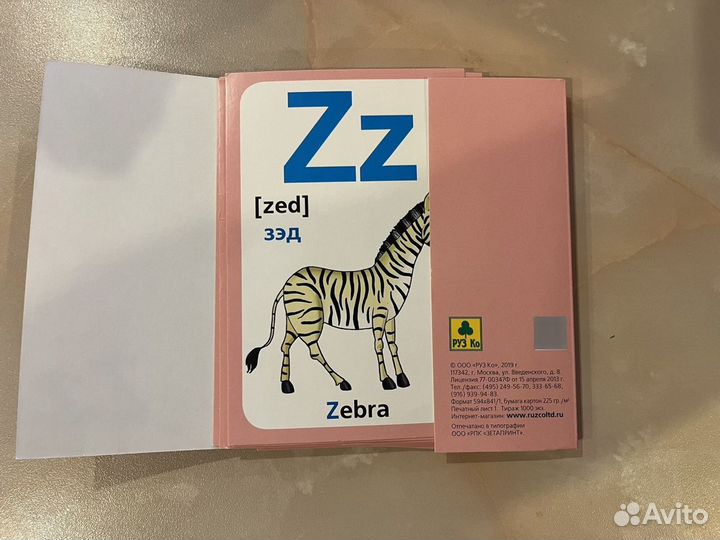 Zz
[zed]
зэд
Zebra
РУЗ Ко
© ООО «РУЗ Ко», 2019 г.
117342, г. Москва, ул. Введенского, д. 8.
Лицензия 77-00347Ф от 15 апреля 2013 г.
Тел./факс: (495) 249-56-70, 333-65-68,
(916) 939-94-83.
Формат 594х841/1, бумага картон 225 гр./м²
Печатный лист 1. Тираж 1000 экз.
Интернет-магазин: www.ruzcoltd.ru
Отпечатано в типографии
ООО «РПК «ЗЕТАПРИНТ».
Avito